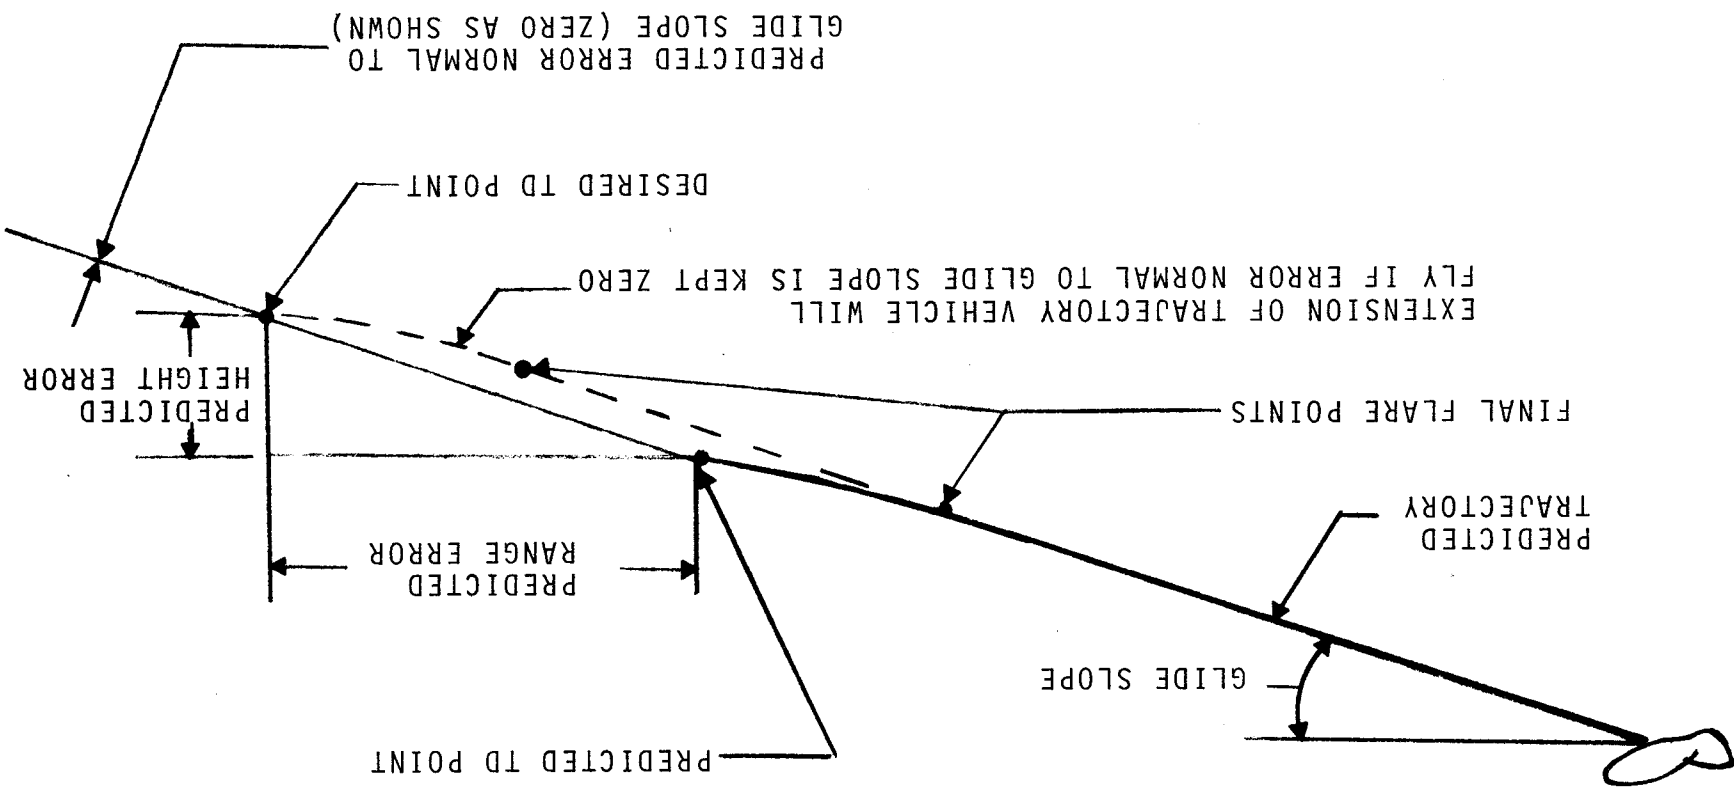 PREDICTED TD POINT
GLIDE SLOPE
PREDICTED
TRAJECTORY
PREDICTED
RANGE ERROR
FINAL FLARE POINTS
PREDICTED
HEIGHT ERROR
EXTENSION OF TRAJECTORY VEHICLE WILL
FLY IF ERROR NORMAL TO GLIDE SLOPE IS KEPT ZERO
DESIRED TD POINT
PREDICTED ERROR NORMAL TO
GLIDE SLOPE (ZERO AS SHOWN)